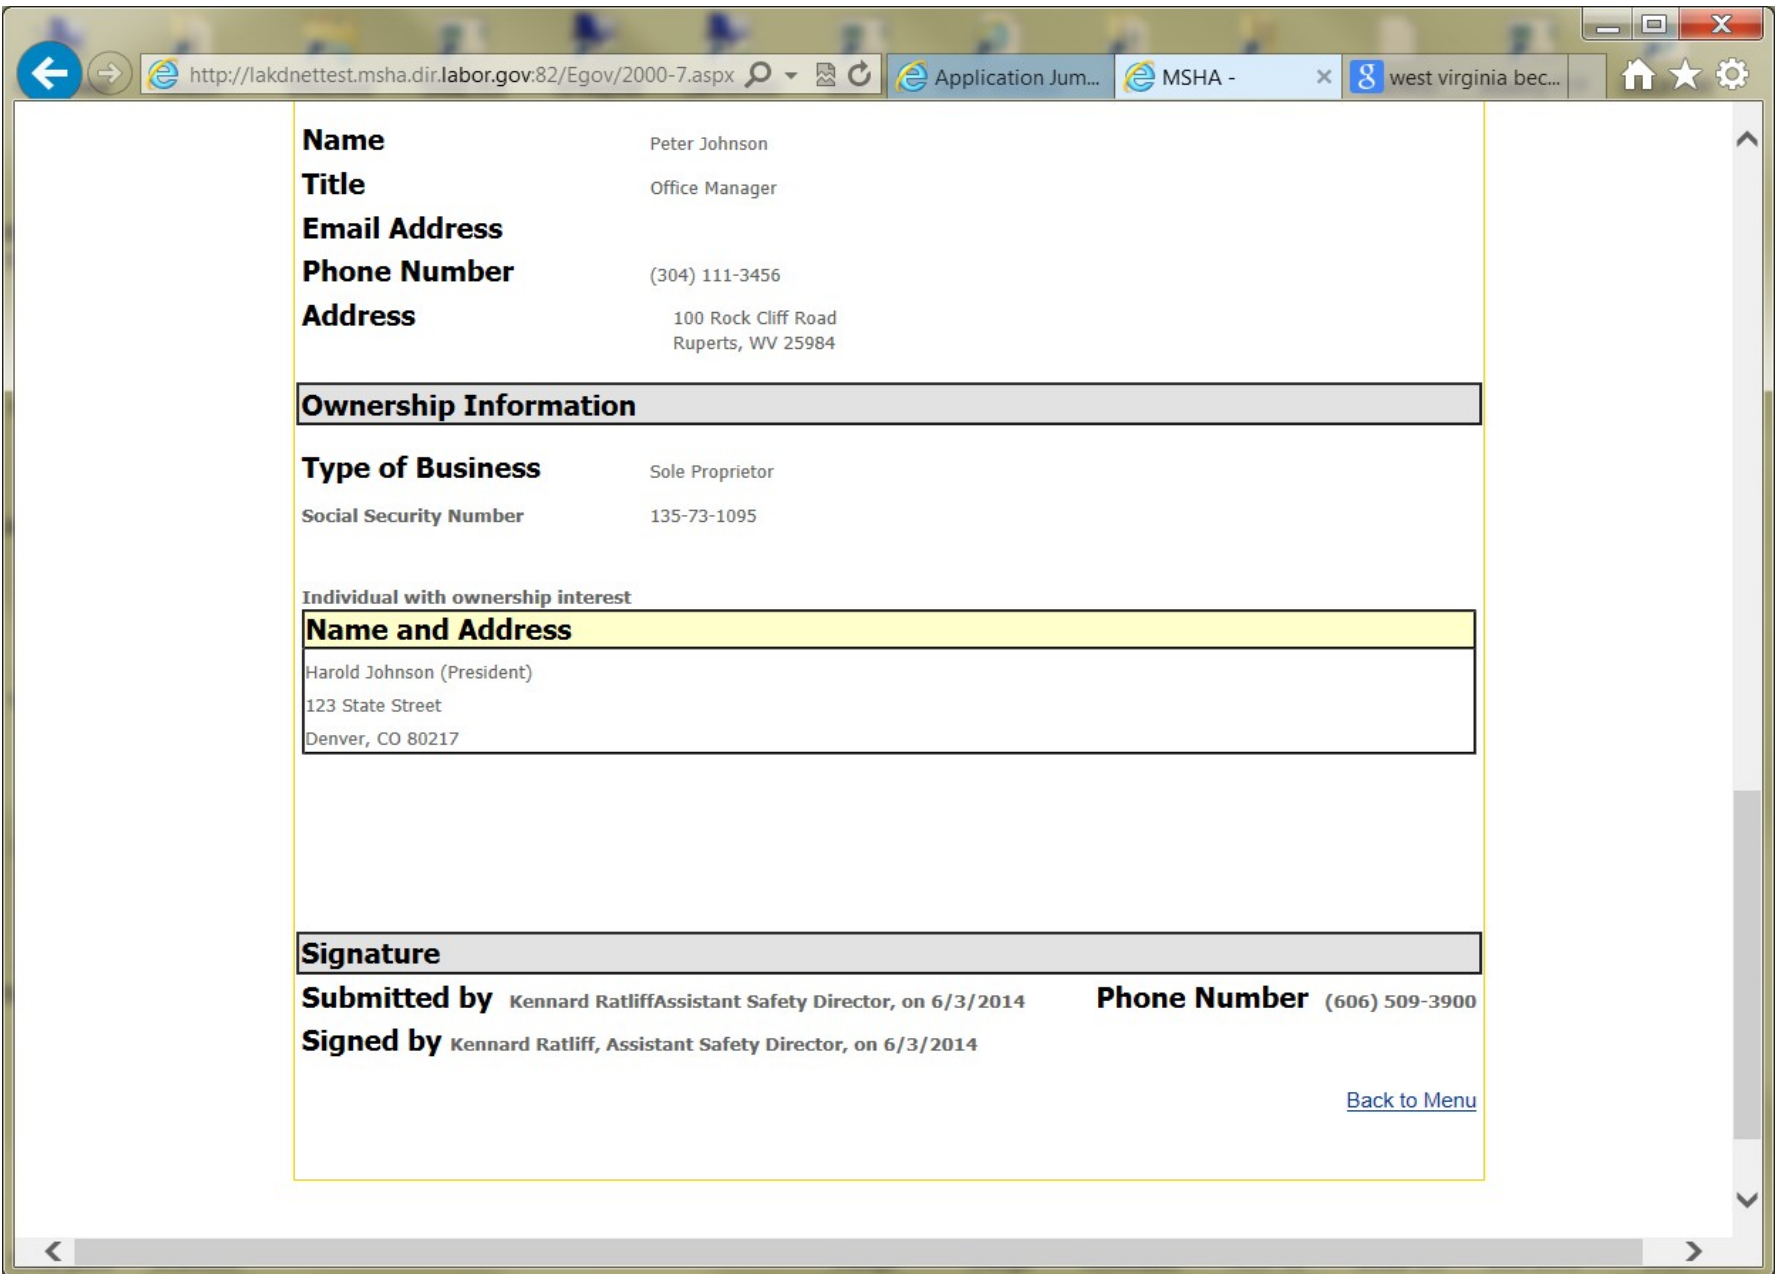 http://lakdnettest.msha.dir.labor.gov:82/Egov/2000-7.aspx
Application Jum...
MSHA -
west virginia bec...
Name Peter Johnson
Title Office Manager
Email Address
Phone Number (304) 111-3456
Address 100 Rock Cliff Road
Ruperts, WV 25984
Ownership Information
Type of Business Sole Proprietor
Social Security Number 135-73-1095
Individual with ownership interest
Name and Address
Harold Johnson (President)
123 State Street
Denver, CO 80217
Signature
Submitted by Kennard RatliffAssistant Safety Director, on 6/3/2014 Phone Number (606) 509-3900
Signed by Kennard Ratliff, Assistant Safety Director, on 6/3/2014
Back to Menu